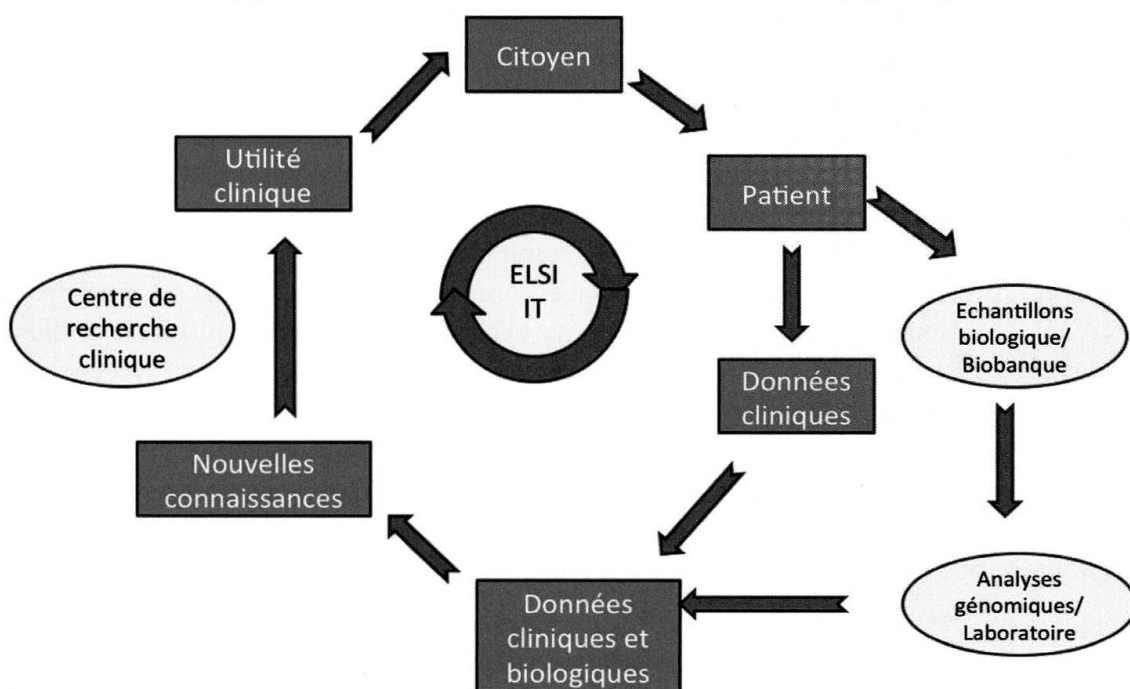 Citoyen
Utilité
clinique
Patient
ELSI
IT
Centre de
recherche
clinique
Echantillons
biologique/
Biobanque
Données
cliniques
Nouvelles
connaissances
Analyses
génomiques/
Laboratoire
Données
cliniques et
biologiques